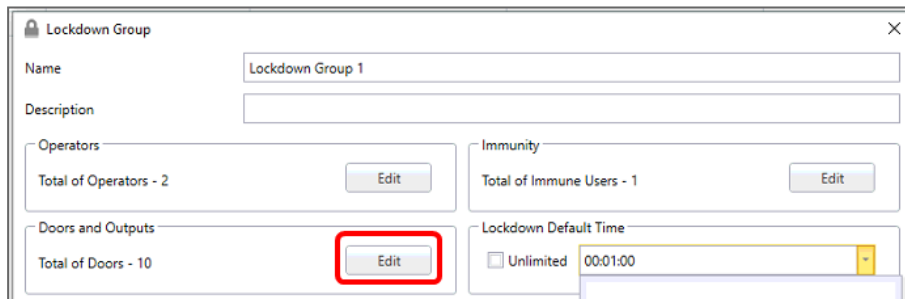 Lockdown Group
Name
Lockdown Group 1
Description
Operators
Total of Operators - 2
Edit
Immunity
Total of Immune Users - 1
Edit
Doors and Outputs
Total of Doors - 10
Edit
Lockdown Default Time
Unlimited
00:01:00